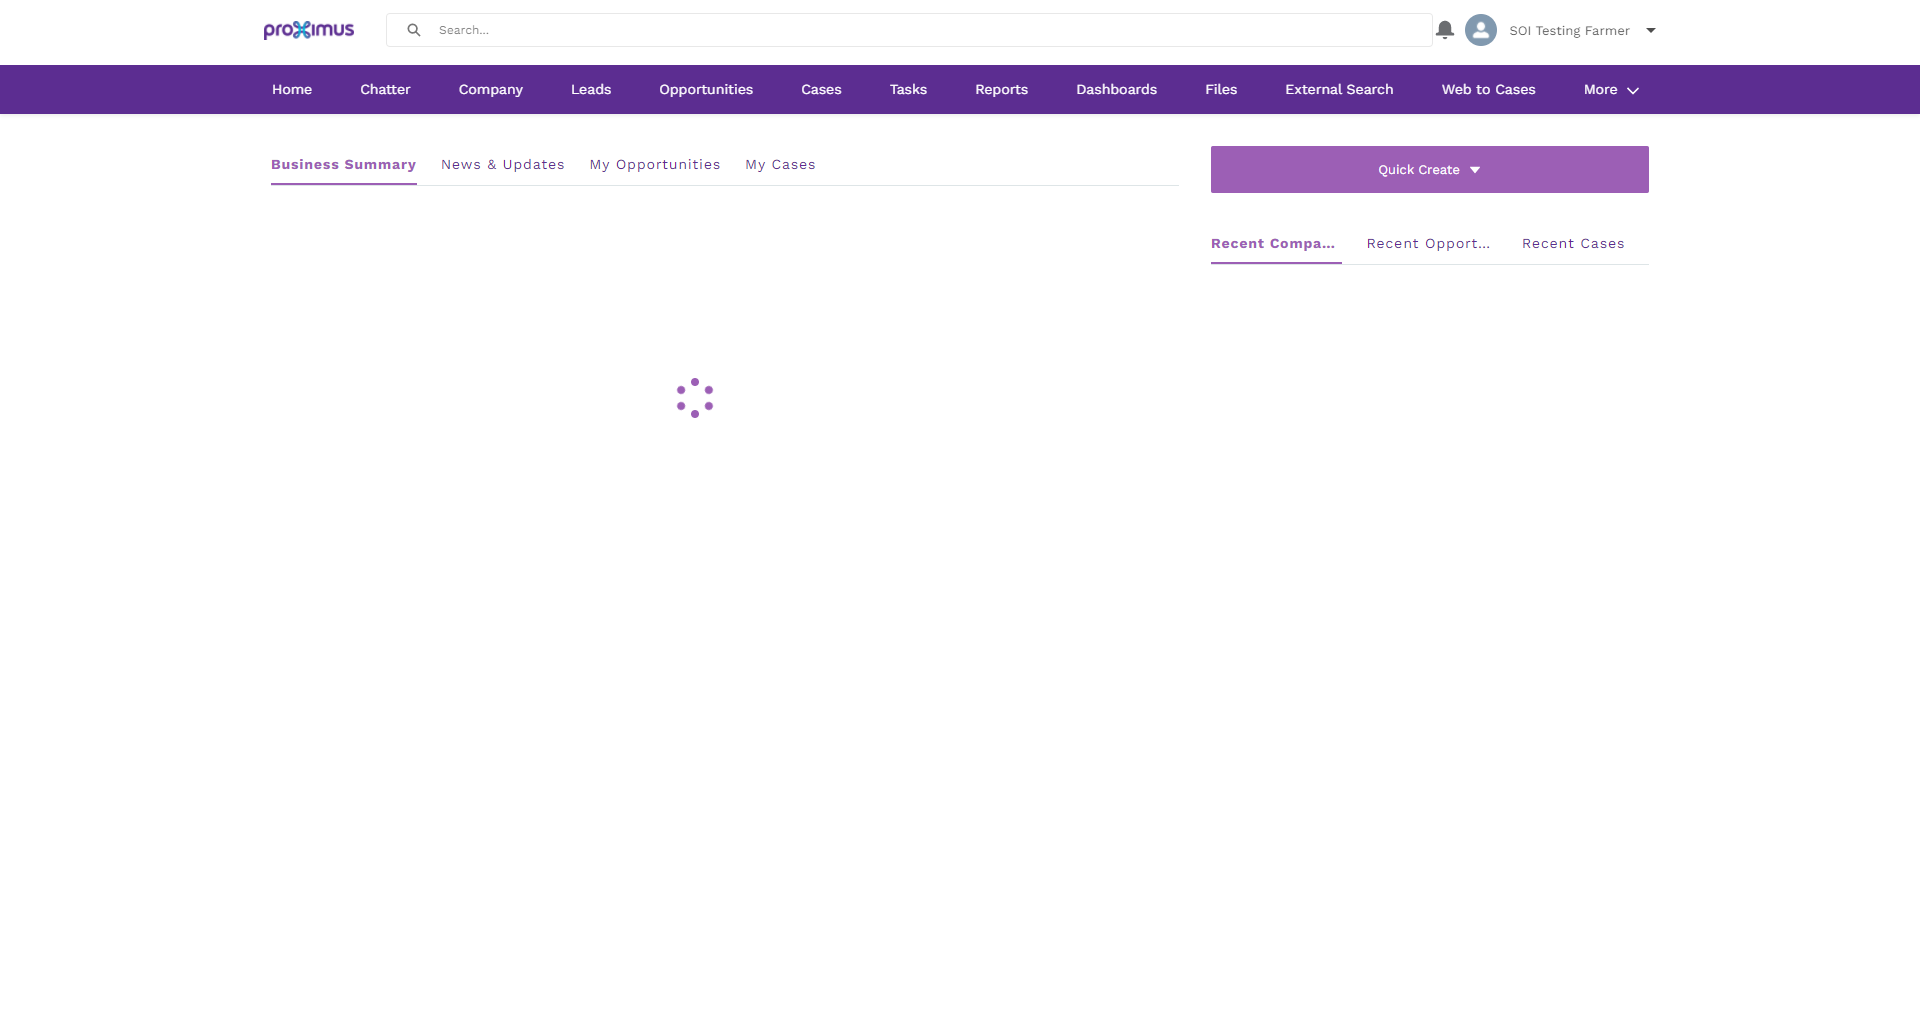 proximus
Search...
SOI Testing Farmer
Home Chatter Company Leads Opportunities Cases Tasks Reports Dashboards Files External Search Web to Cases More
Business Summary News & Updates My Opportunities My Cases
Quick Create
Recent Compa... Recent Opport... Recent Cases